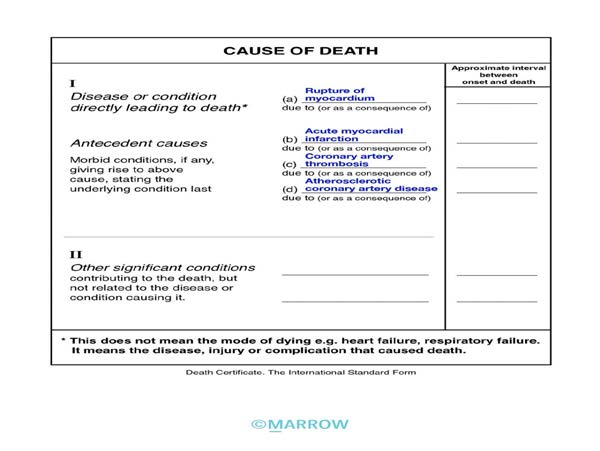 CAUSE OF DEATH
Approximate interval
between
onset and death
I
Disease or condition
directly leading to death*
(a) Rupture of
myocardium
due to (or as a consequence of)
Antecedent causes
Morbid conditions, if any,
giving rise to above
cause, stating the
underlying condition last
(b) Acute myocardial
infarction
due to (or as a consequence of)
(c) Coronary artery
thrombosis
due to (or as a consequence of)
(d) Atherosclerotic
coronary artery disease
due to (or as a consequence of)
II
Other significant conditions
contributing to the death, but
not related to the disease or
condition causing it.
* This does not mean the mode of dying e.g. heart failure, respiratory failure.
It means the disease, injury or complication that caused death.
Death Certificate. The International Standard Form
©MARROW